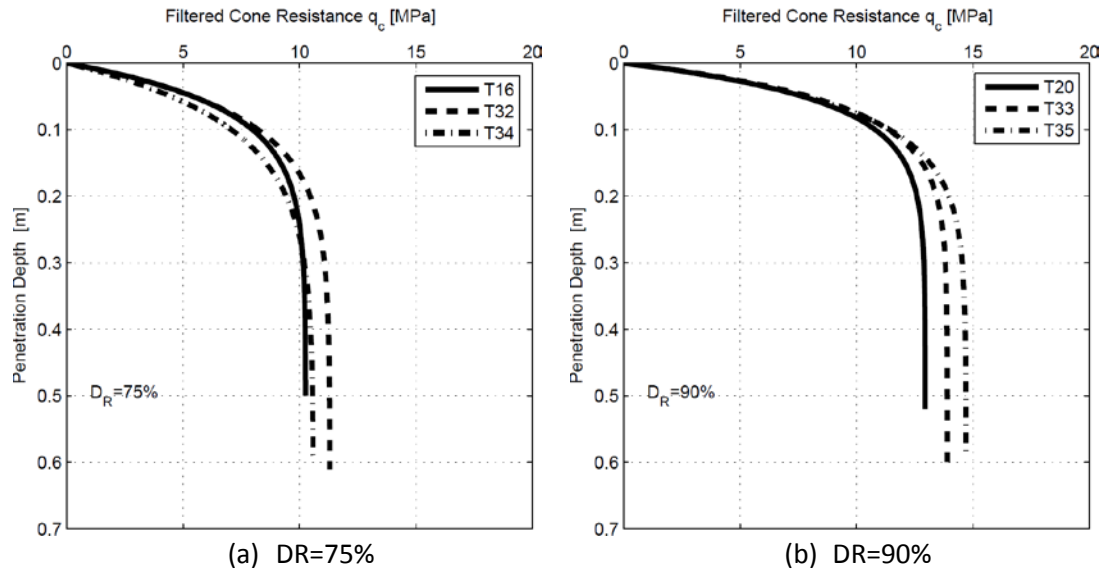 Filtered Cone Resistance q_c [MPa]
0 5 10 15 20
0
0.1
0.2
0.3
0.4
0.5
0.6
0.7
Penetration Depth [m]
T16
T32
T34
D_R=75%
(a) DR=75%
Filtered Cone Resistance q_c [MPa]
0 5 10 15 20
0
0.1
0.2
0.3
0.4
0.5
0.6
0.7
Penetration Depth [m]
T20
T33
T35
D_R=90%
(b) DR=90%